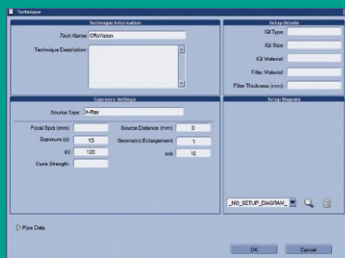 Technique
Technique Information
Tech Name: CRxVision
Technique Description:
Setup Details
IQI Type:
IQI Size:
IQI Material:
Filter Material:
Filter Thickness (mm):
Exposure Settings
Source Type: X-Ray
Focal Spot (mm):
Source Distance (mm): 0
Exposure (s): 15
Geometric Enlargement: 1
kV: 120
mA: 10
Curie Strength:
Setup Diagram
_NO_SETUP_DIAGRAM_
Pipe Data
OK
Cancel